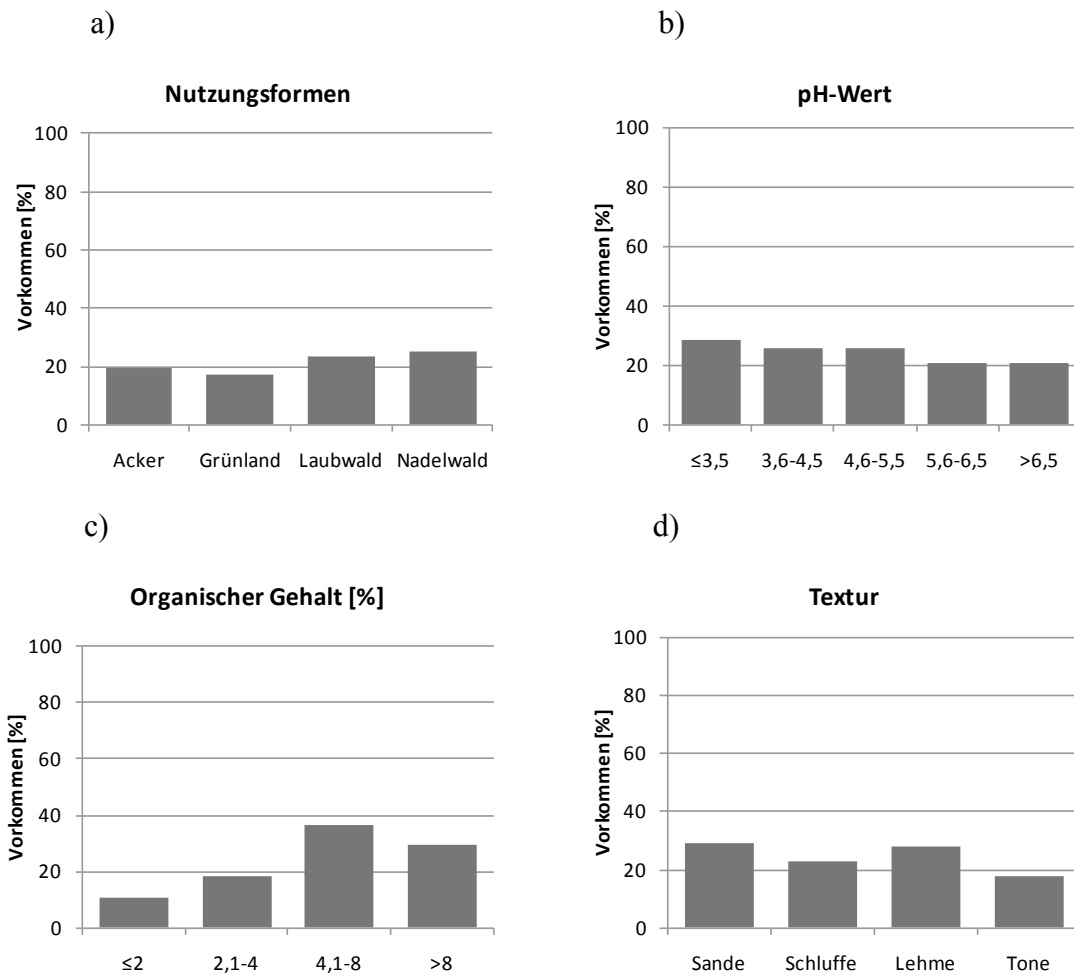 a)
Nutzungsformen
Vorkommen [%]
100
80
60
40
20
0
Acker Grünland Laubwald Nadelwald
b)
pH-Wert
Vorkommen [%]
100
80
60
40
20
0
≤3,5 3,6-4,5 4,6-5,5 5,6-6,5 >6,5
c)
Organischer Gehalt [%]
Vorkommen [%]
100
80
60
40
20
0
≤2 2,1-4 4,1-8 >8
d)
Textur
Vorkommen [%]
100
80
60
40
20
0
Sande Schluffe Lehme Tone